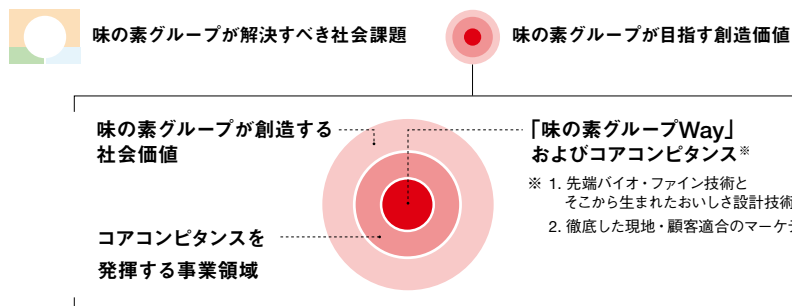 味の素グループが解決すべき社会課題
味の素グループが目指す創造価値
味の素グループが創造する
社会価値
「味の素グループWay」
およびコアコンピタンス※
※ 1. 先端バイオ・ファイン技術と
そこから生まれたおいしさ設計技術
2. 徹底した現地・顧客適合のマーケ
コアコンピタンスを
発揮する事業領域